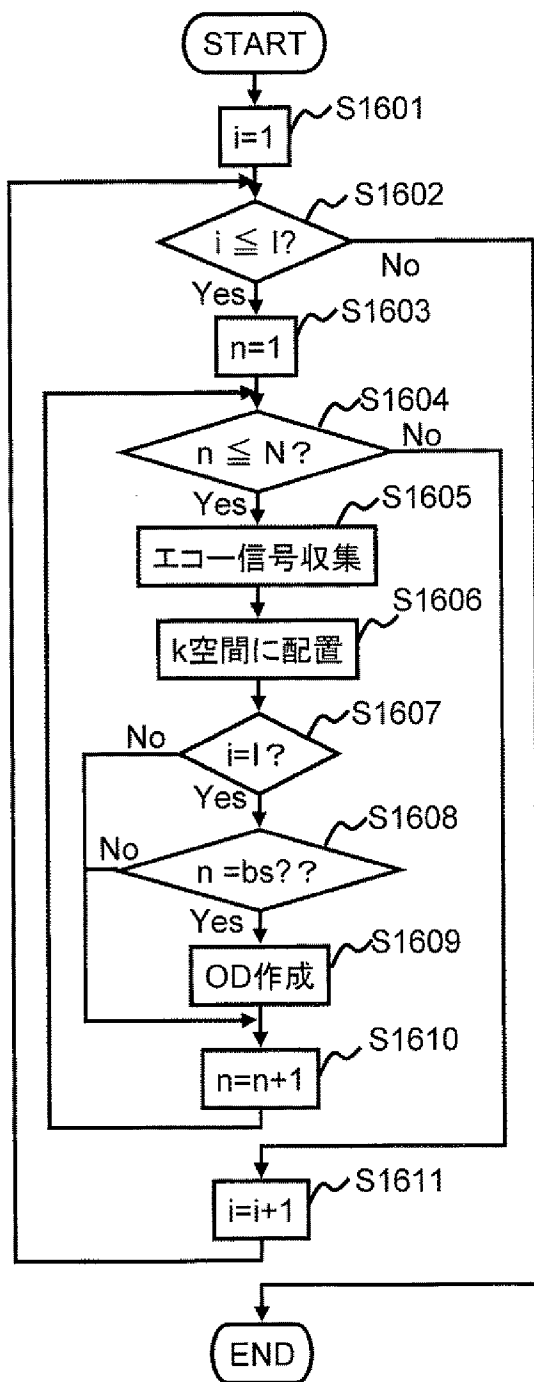 START
S1601
i=1
S1602
i ≦ I?
No
Yes
S1603
n=1
S1604
n ≦ N?
No
Yes
S1605
エコー信号収集
S1606
k空間に配置
S1607
i=I?
No
Yes
S1608
n =bs??
No
Yes
S1609
OD作成
S1610
n=n+1
S1611
i=i+1
END